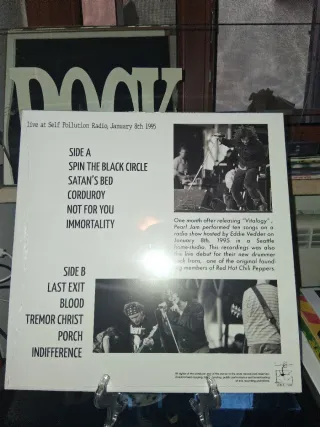 ROCK
live at Self Pollution Radio, January 8th 1995
SIDE A
SPIN THE BLACK CIRCLE
SATAN'S BED
CORDUROY
NOT FOR YOU
IMMORTALITY
One month after releasing "Vitalogy",
Pearl Jam performed ten songs on a
radio show hosted by Eddie Vedder on
January 8th, 1995 in a Seattle
home-studio. This recordings was also
the live debut for their new drummer
Jack Irons, one of the original found-
ing members of Red Hot Chili Peppers.
SIDE B
LAST EXIT
BLOOD
TREMOR CHRIST
PORCH
INDIFFERENCE